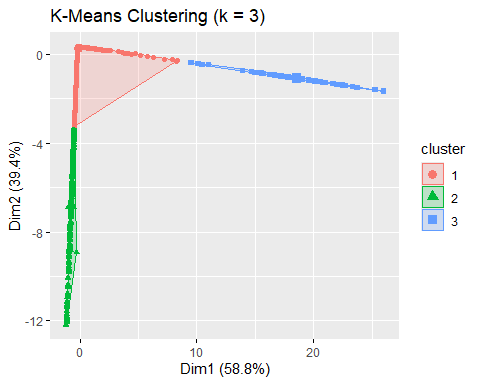 K-Means Clustering (k = 3)
0
-4
-8
-12
Dim2 (39.4%)
0
10
20
Dim1 (58.8%)
cluster
1
2
3